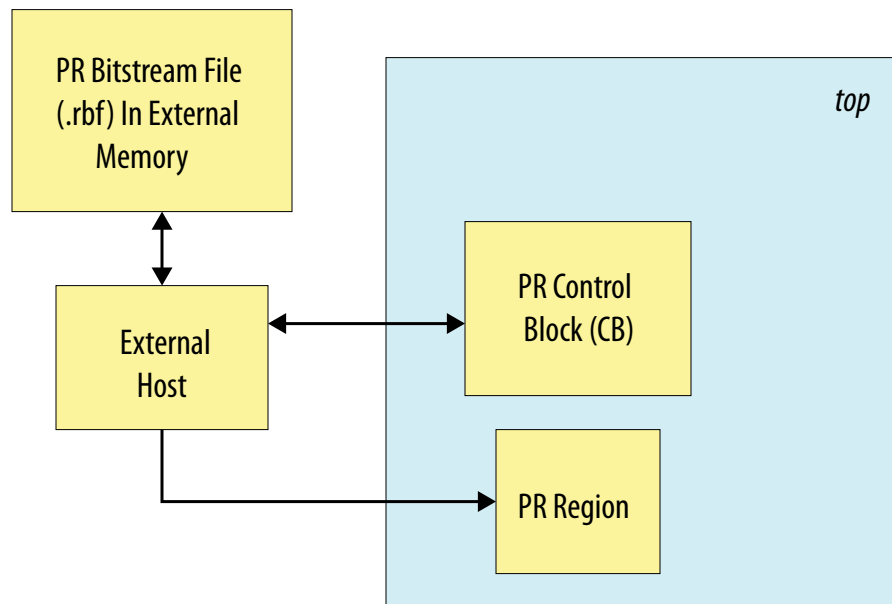 PR Bitstream File
(.rbf) In External
Memory
top
PR Control
Block (CB)
External
Host
PR Region